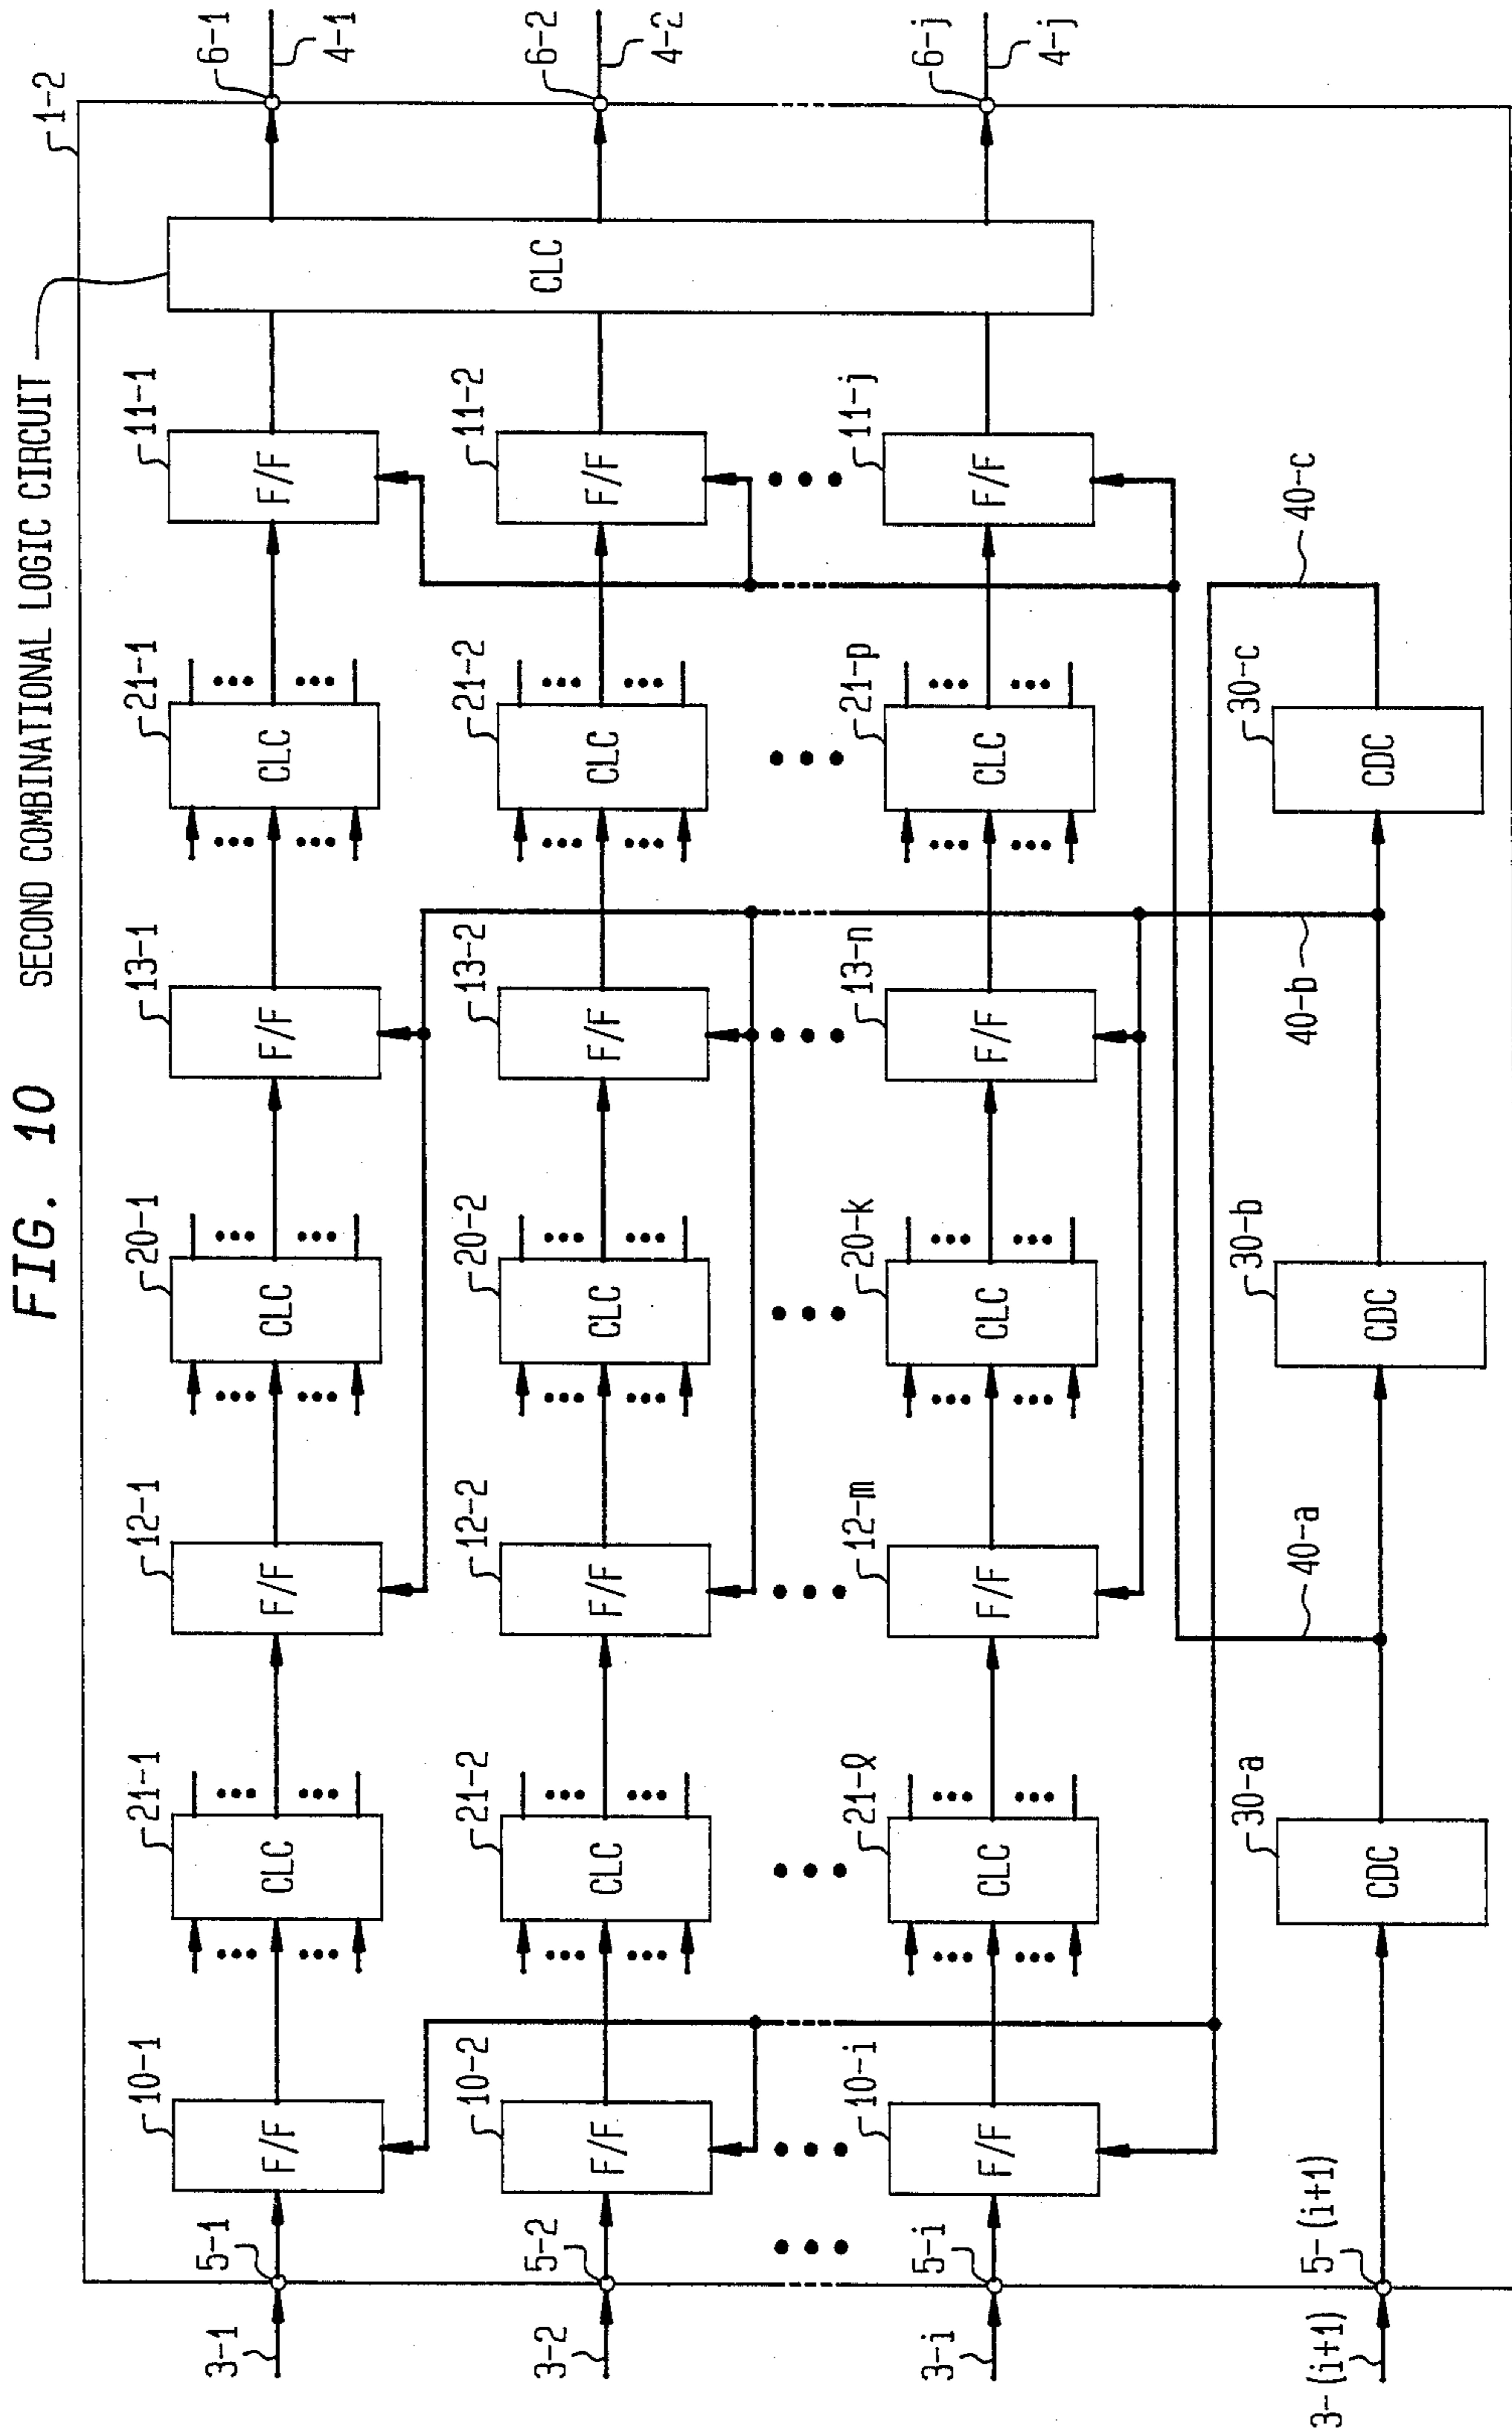 FIG. 10
SECOND COMBINATIONAL LOGIC CIRCUIT
1-2
10-1
21-1
12-1
20-1
13-1
21-1
11-1
6-1
3-1
5-1
F/F
CLC
F/F
CLC
F/F
CLC
F/F
CLC
4-1
10-2
21-2
12-2
20-2
13-2
21-2
11-2
6-2
3-2
5-2
F/F
CLC
F/F
CLC
F/F
CLC
F/F
4-2
10-i
21-ℓ
12-m
20-k
13-n
21-p
11-j
6-j
3-i
5-i
F/F
CLC
F/F
CLC
F/F
CLC
F/F
4-j
30-a
40-a
30-b
40-b
30-c
40-c
3-(i+1)
5-(i+1)
CDC
CDC
CDC